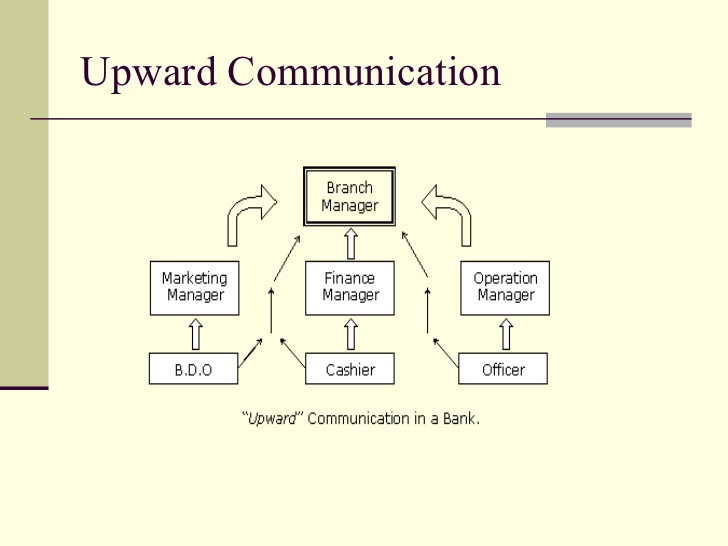 Upward Communication
Branch
Manager
Marketing
Manager
Finance
Manager
Operation
Manager
B.D.O
Cashier
Officer
“Upward” Communication in a Bank.